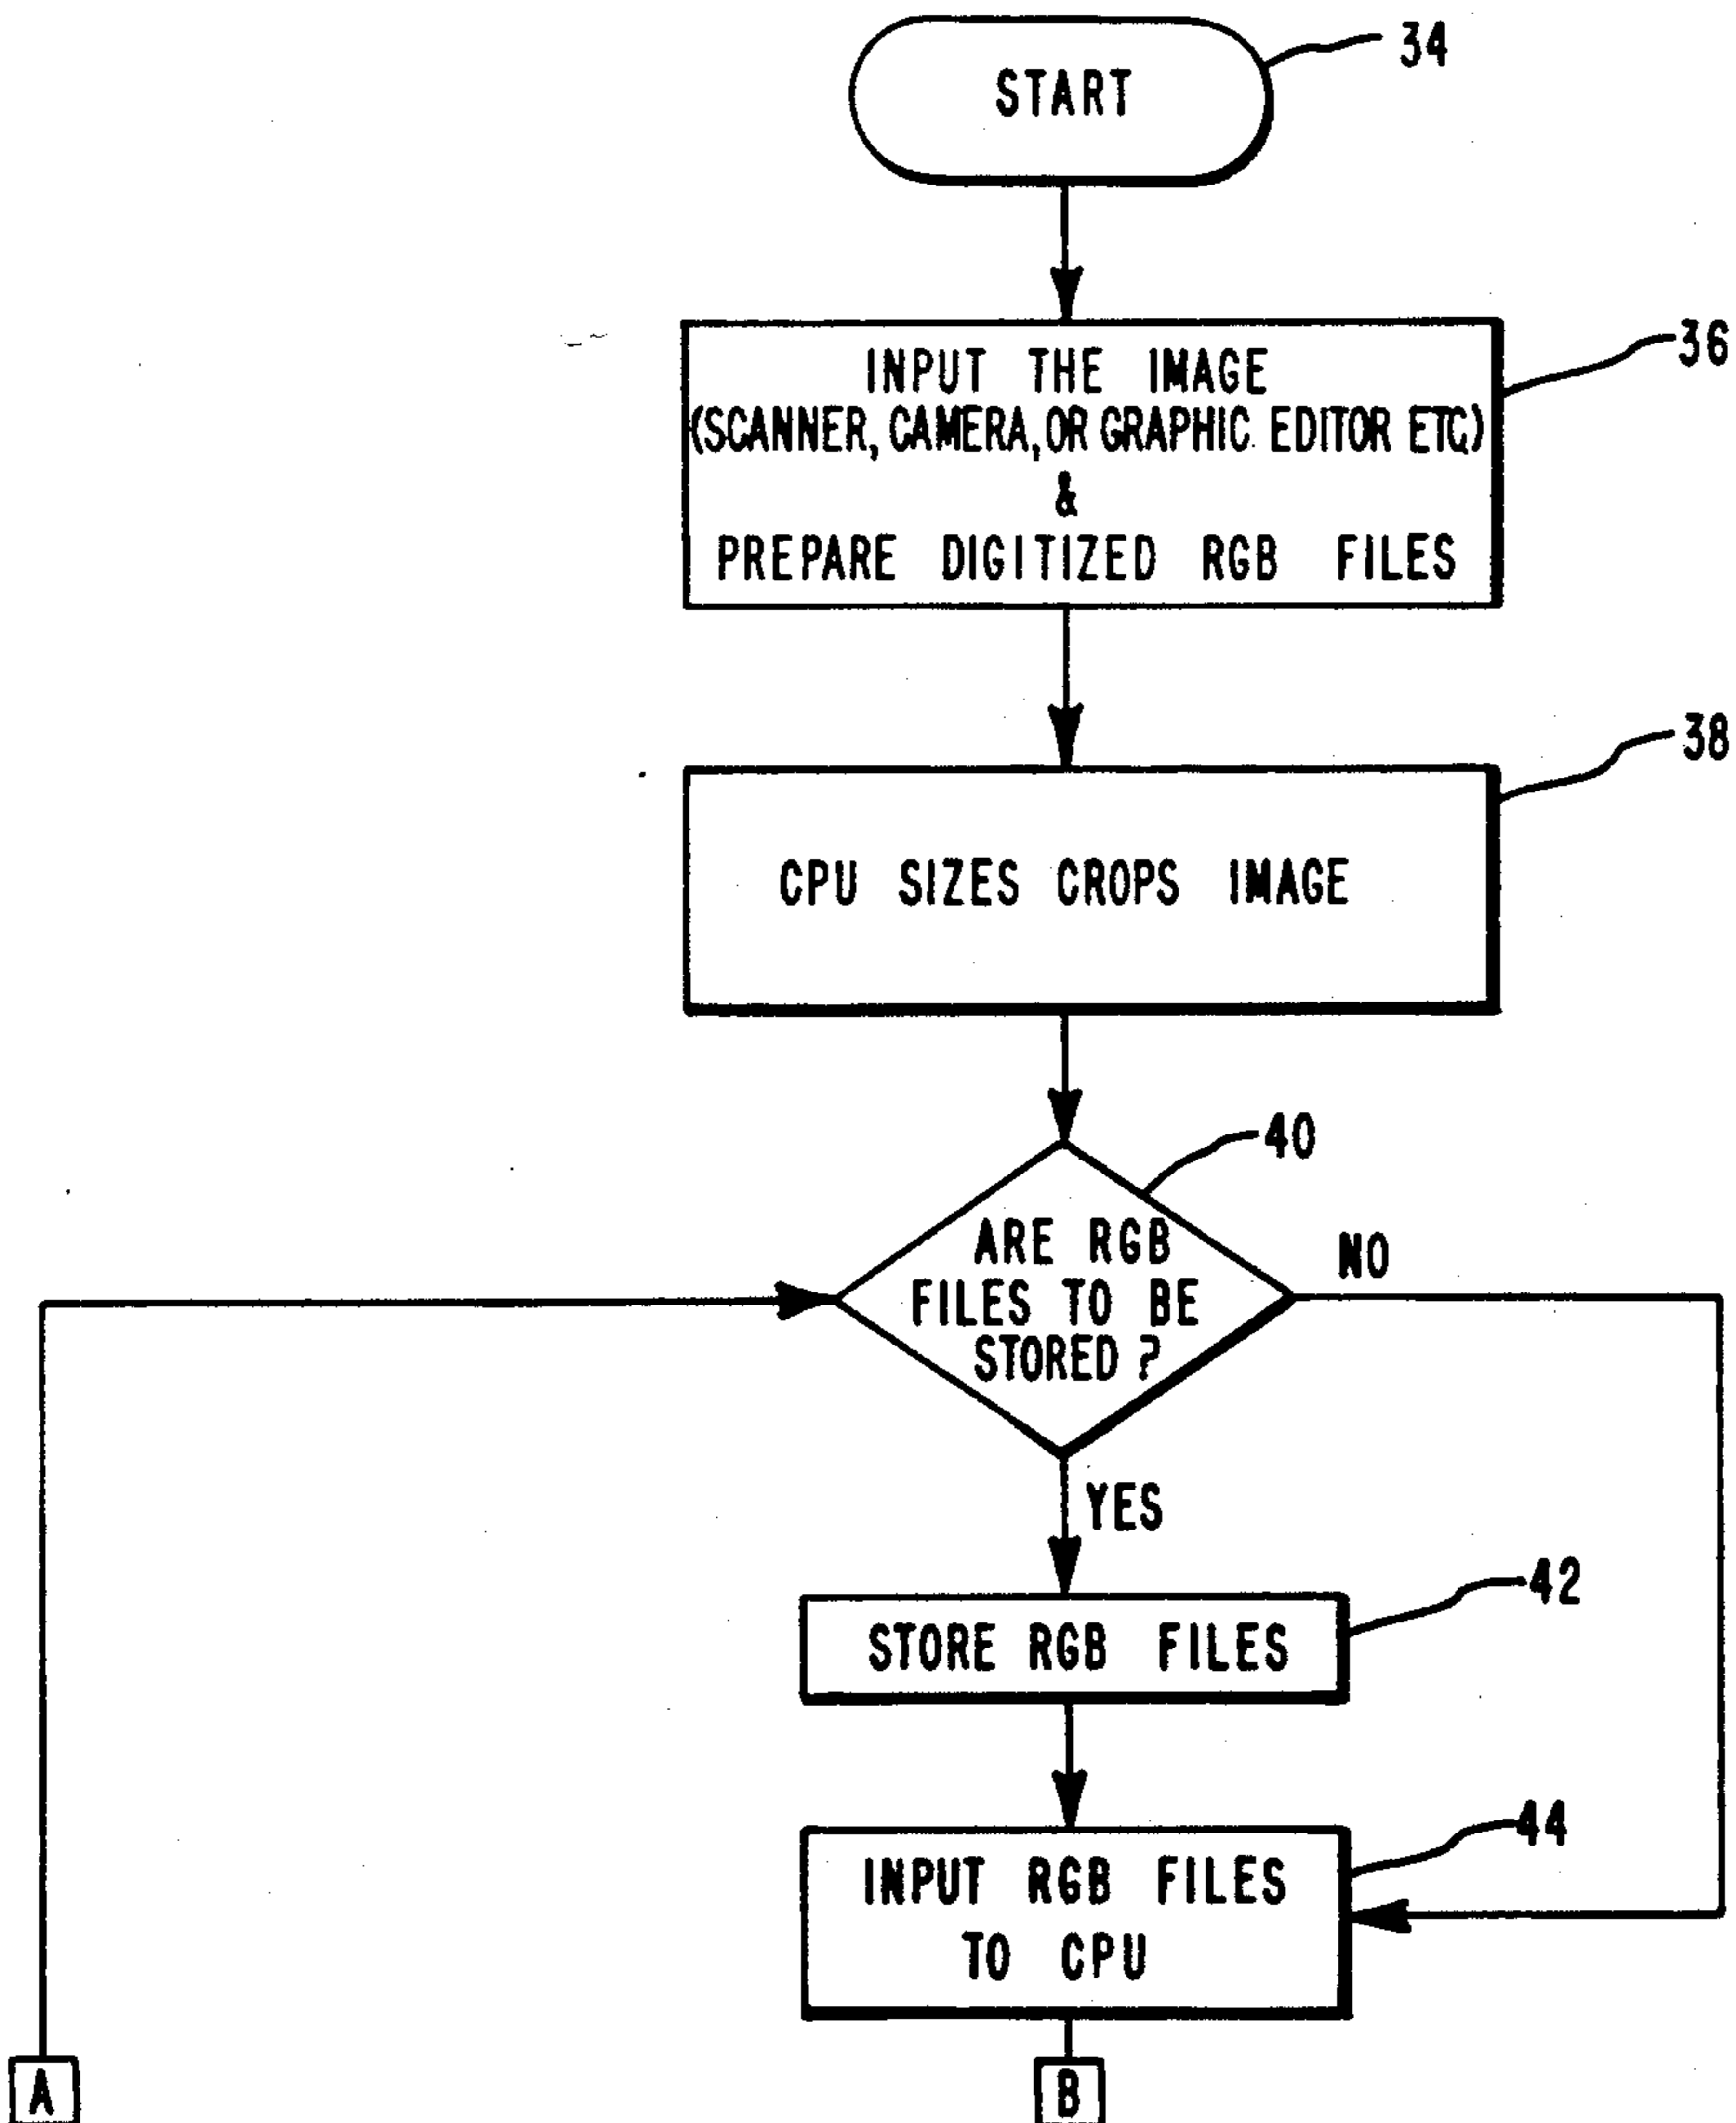 START
34
INPUT THE IMAGE
(SCANNER, CAMERA, OR GRAPHIC EDITOR ETC)
&
PREPARE DIGITIZED RGB FILES
36
CPU SIZES CROPS IMAGE
38
40
ARE RGB
FILES TO BE
STORED ?
NO
YES
STORE RGB FILES
42
INPUT RGB FILES
TO CPU
44
A
B